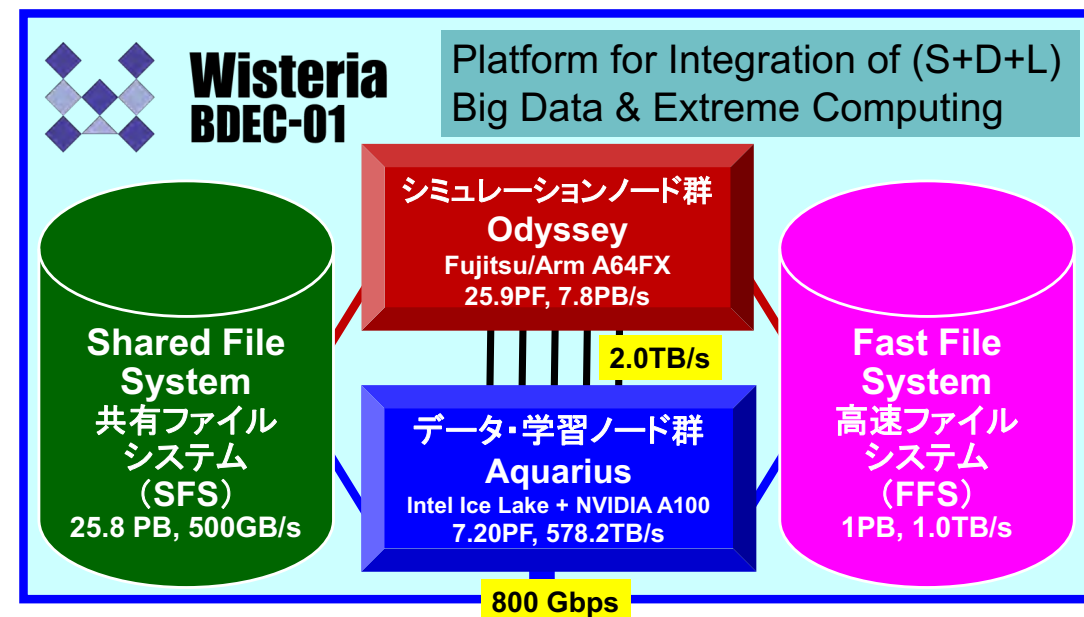 Wisteria
BDEC-01
Platform for Integration of (S+D+L)
Big Data & Extreme Computing
シミュレーションノード群
Odyssey
Fujitsu/Arm A64FX
25.9PF, 7.8PB/s
2.0TB/s
Shared File
System
共有ファイル
システム
(SFS)
25.8 PB, 500GB/s
データ・学習ノード群
Aquarius
Intel Ice Lake + NVIDIA A100
7.20PF, 578.2TB/s
Fast File
System
高速ファイル
システム
(FFS)
1PB, 1.0TB/s
800 Gbps